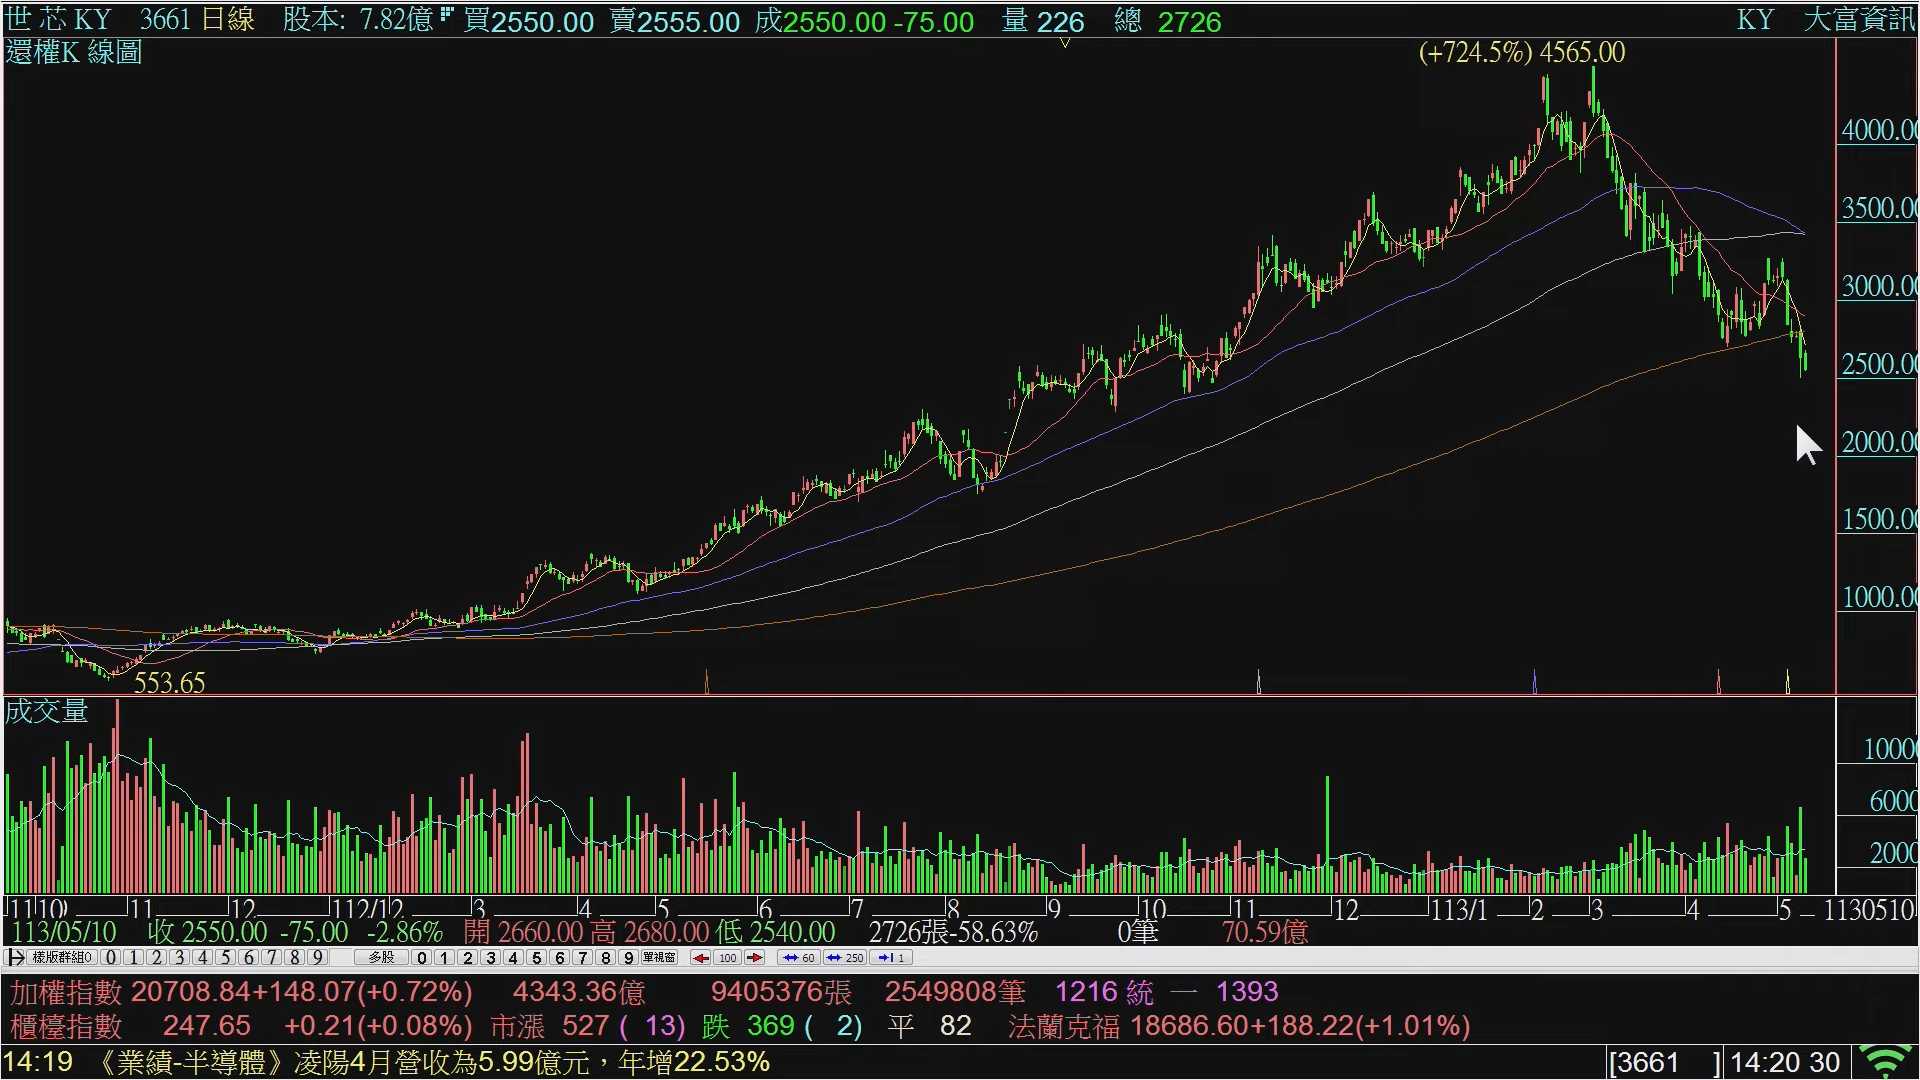 世 芯 KY 3661 日線 股本: 7.82億 買2550.00 賣2555.00 成2550.00 -75.00 量 226 總 2726 KY 大富資訊
還權K 線圖
(+724.5%) 4565.00
4000.00
3500.00
3000.00
2500.00
2000.00
1500.00
1000.00
553.65
成交量
10000
6000
2000
11 12 112/1 2 3 4 5 6 7 8 9 10 11 12 113/1 2 3 4 5 1130510
113/05/10 收 2550.00 -75.00 -2.86% 開 2660.00 高 2680.00 低 2540.00 2726張-58.63% 0筆 70.59億
樣版群組0 0 1 2 3 4 5 6 7 8 9 多股 0 1 2 3 4 5 6 7 8 9 單視窗 100 60 250 1
加權指數 20708.84+148.07(+0.72%) 4343.36億 9405376張 2549808筆 1216 統 一 1393
櫃檯指數 247.65 +0.21(+0.08%) 市漲 527 ( 13) 跌 369 ( 2) 平 82 法蘭克福 18686.60+188.22(+1.01%)
14:19 《業績-半導體》凌陽4月營收為5.99億元，年增22.53% [3661 ] 14:20 30